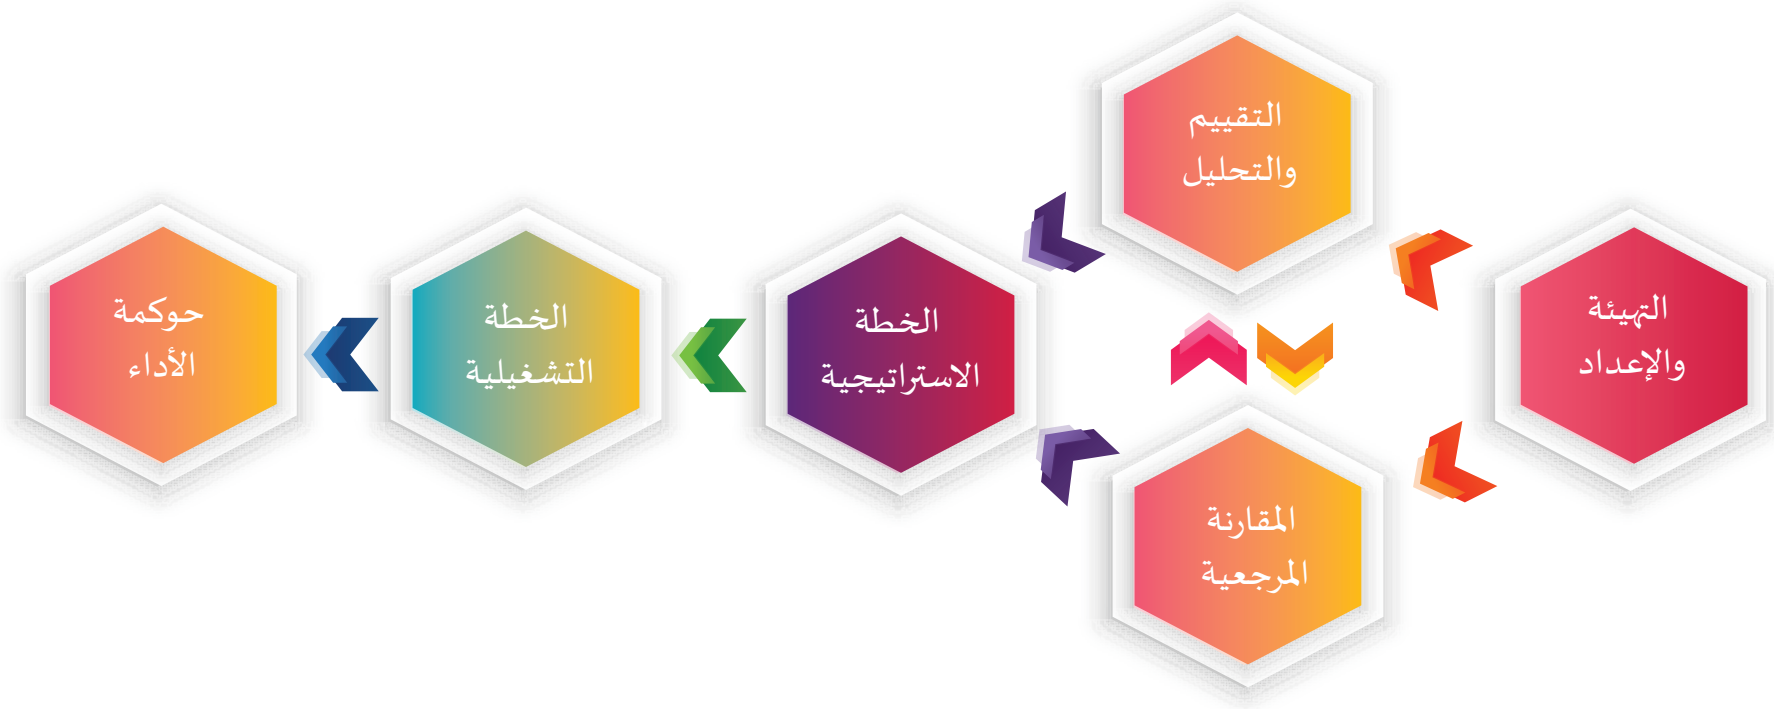 التهيئة
والإعداد
التقييم
والتحليل
المقارنة
المرجعية
الخطة
الاستراتيجية
الخطة
التشغيلية
حوكمة
الأداء